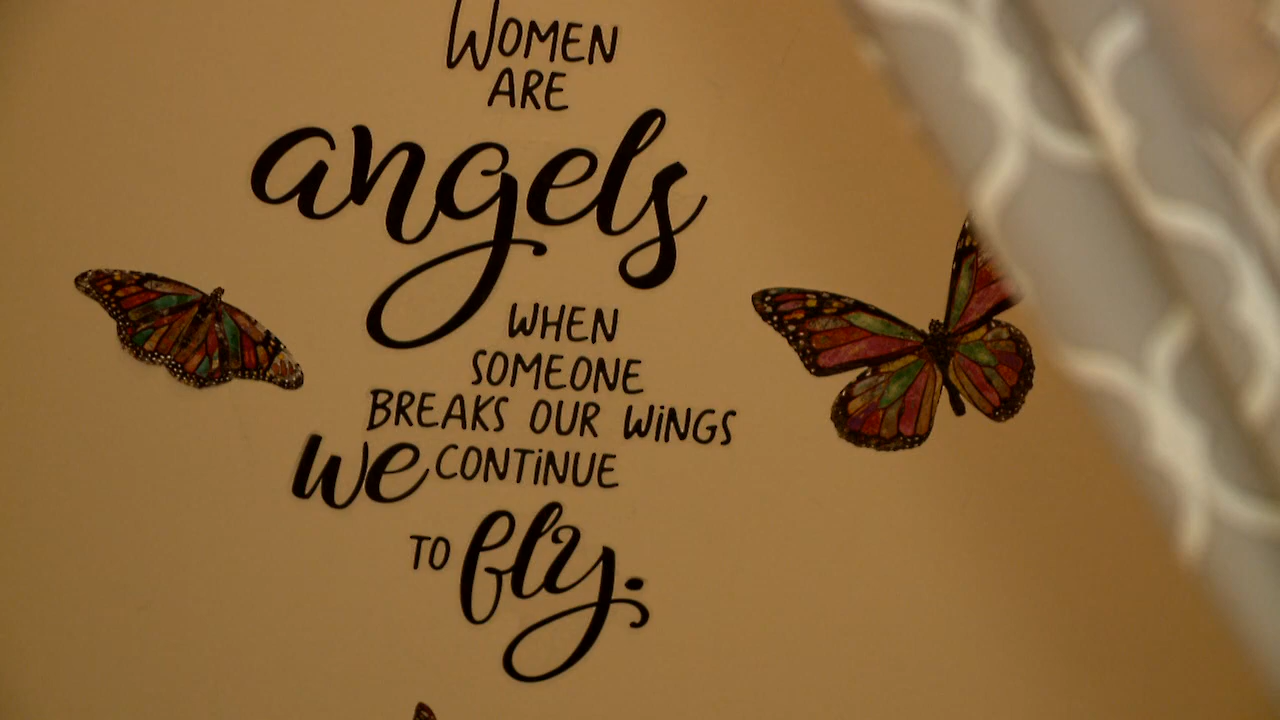 WOMEN
ARE
angels
WHEN
SOMEONE
BREAKS OUR WiNGS
we CONTiNUE
TO fly.